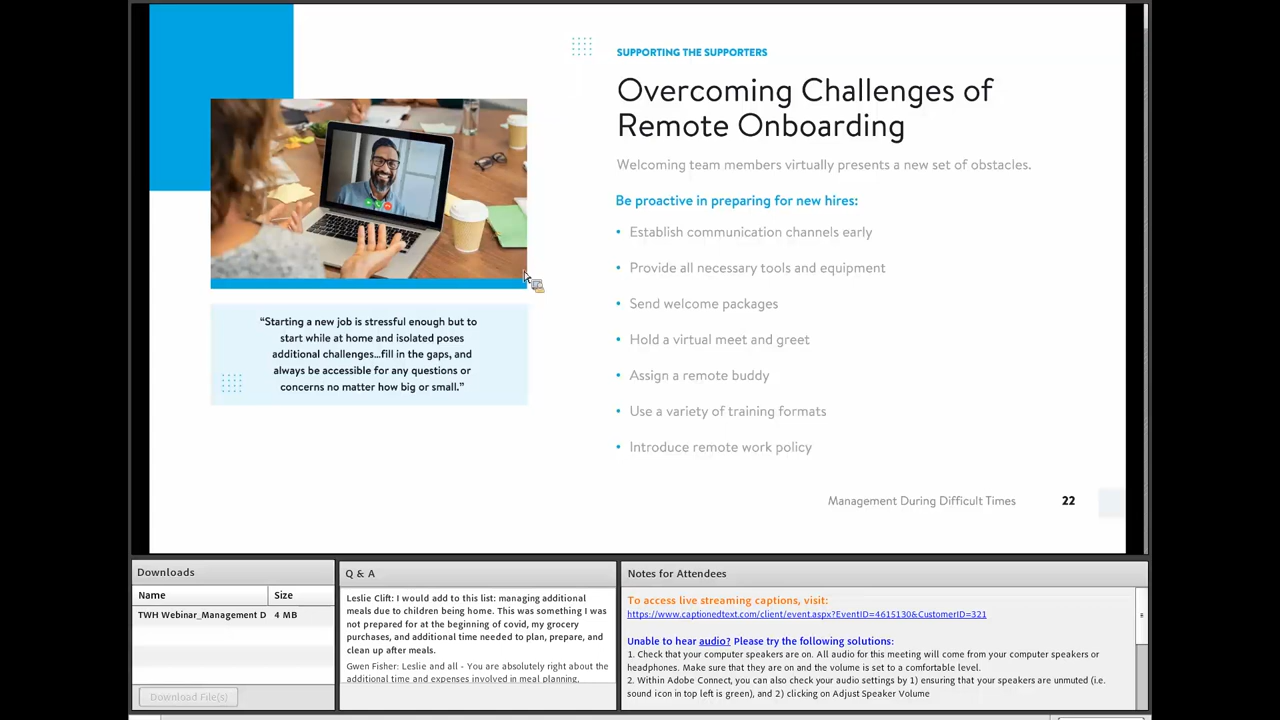 SUPPORTING THE SUPPORTERS
Overcoming Challenges of
Remote Onboarding
Welcoming team members virtually presents a new set of obstacles.
Be proactive in preparing for new hires:
• Establish communication channels early
• Provide all necessary tools and equipment
• Send welcome packages
• Hold a virtual meet and greet
• Assign a remote buddy
• Use a variety of training formats
• Introduce remote work policy
“Starting a new job is stressful enough but to
start while at home and isolated poses
additional challenges...fill in the gaps, and
always be accessible for any questions or
concerns no matter how big or small.”
Management During Difficult Times 22
Downloads
Name Size
TWH Webinar_Management D 4 MB
Download File(s)
Q & A
Leslie Clift: I would add to this list: managing additional
meals due to children being home. This was something I was
not prepared for at the beginning of covid, my grocery
purchases, and additional time needed to plan, prepare, and
clean up after meals.
Gwen Fisher: Leslie and all - You are absolutely right about the
additional time and expenses involved in meal planning.
Notes for Attendees
To access live streaming captions, visit:
https://www.captionedtext.com/client/event.aspx?EventID=4615130&CustomerID=321
Unable to hear audio? Please try the following solutions:
1. Check that your computer speakers are on. All audio for this meeting will come from your computer speakers or
headphones. Make sure that they are on and the volume is set to a comfortable level.
2. Within Adobe Connect, you can also check your audio settings by 1) ensuring that your speakers are unmuted (i.e.
sound icon in top left is green), and 2) clicking on Adjust Speaker Volume